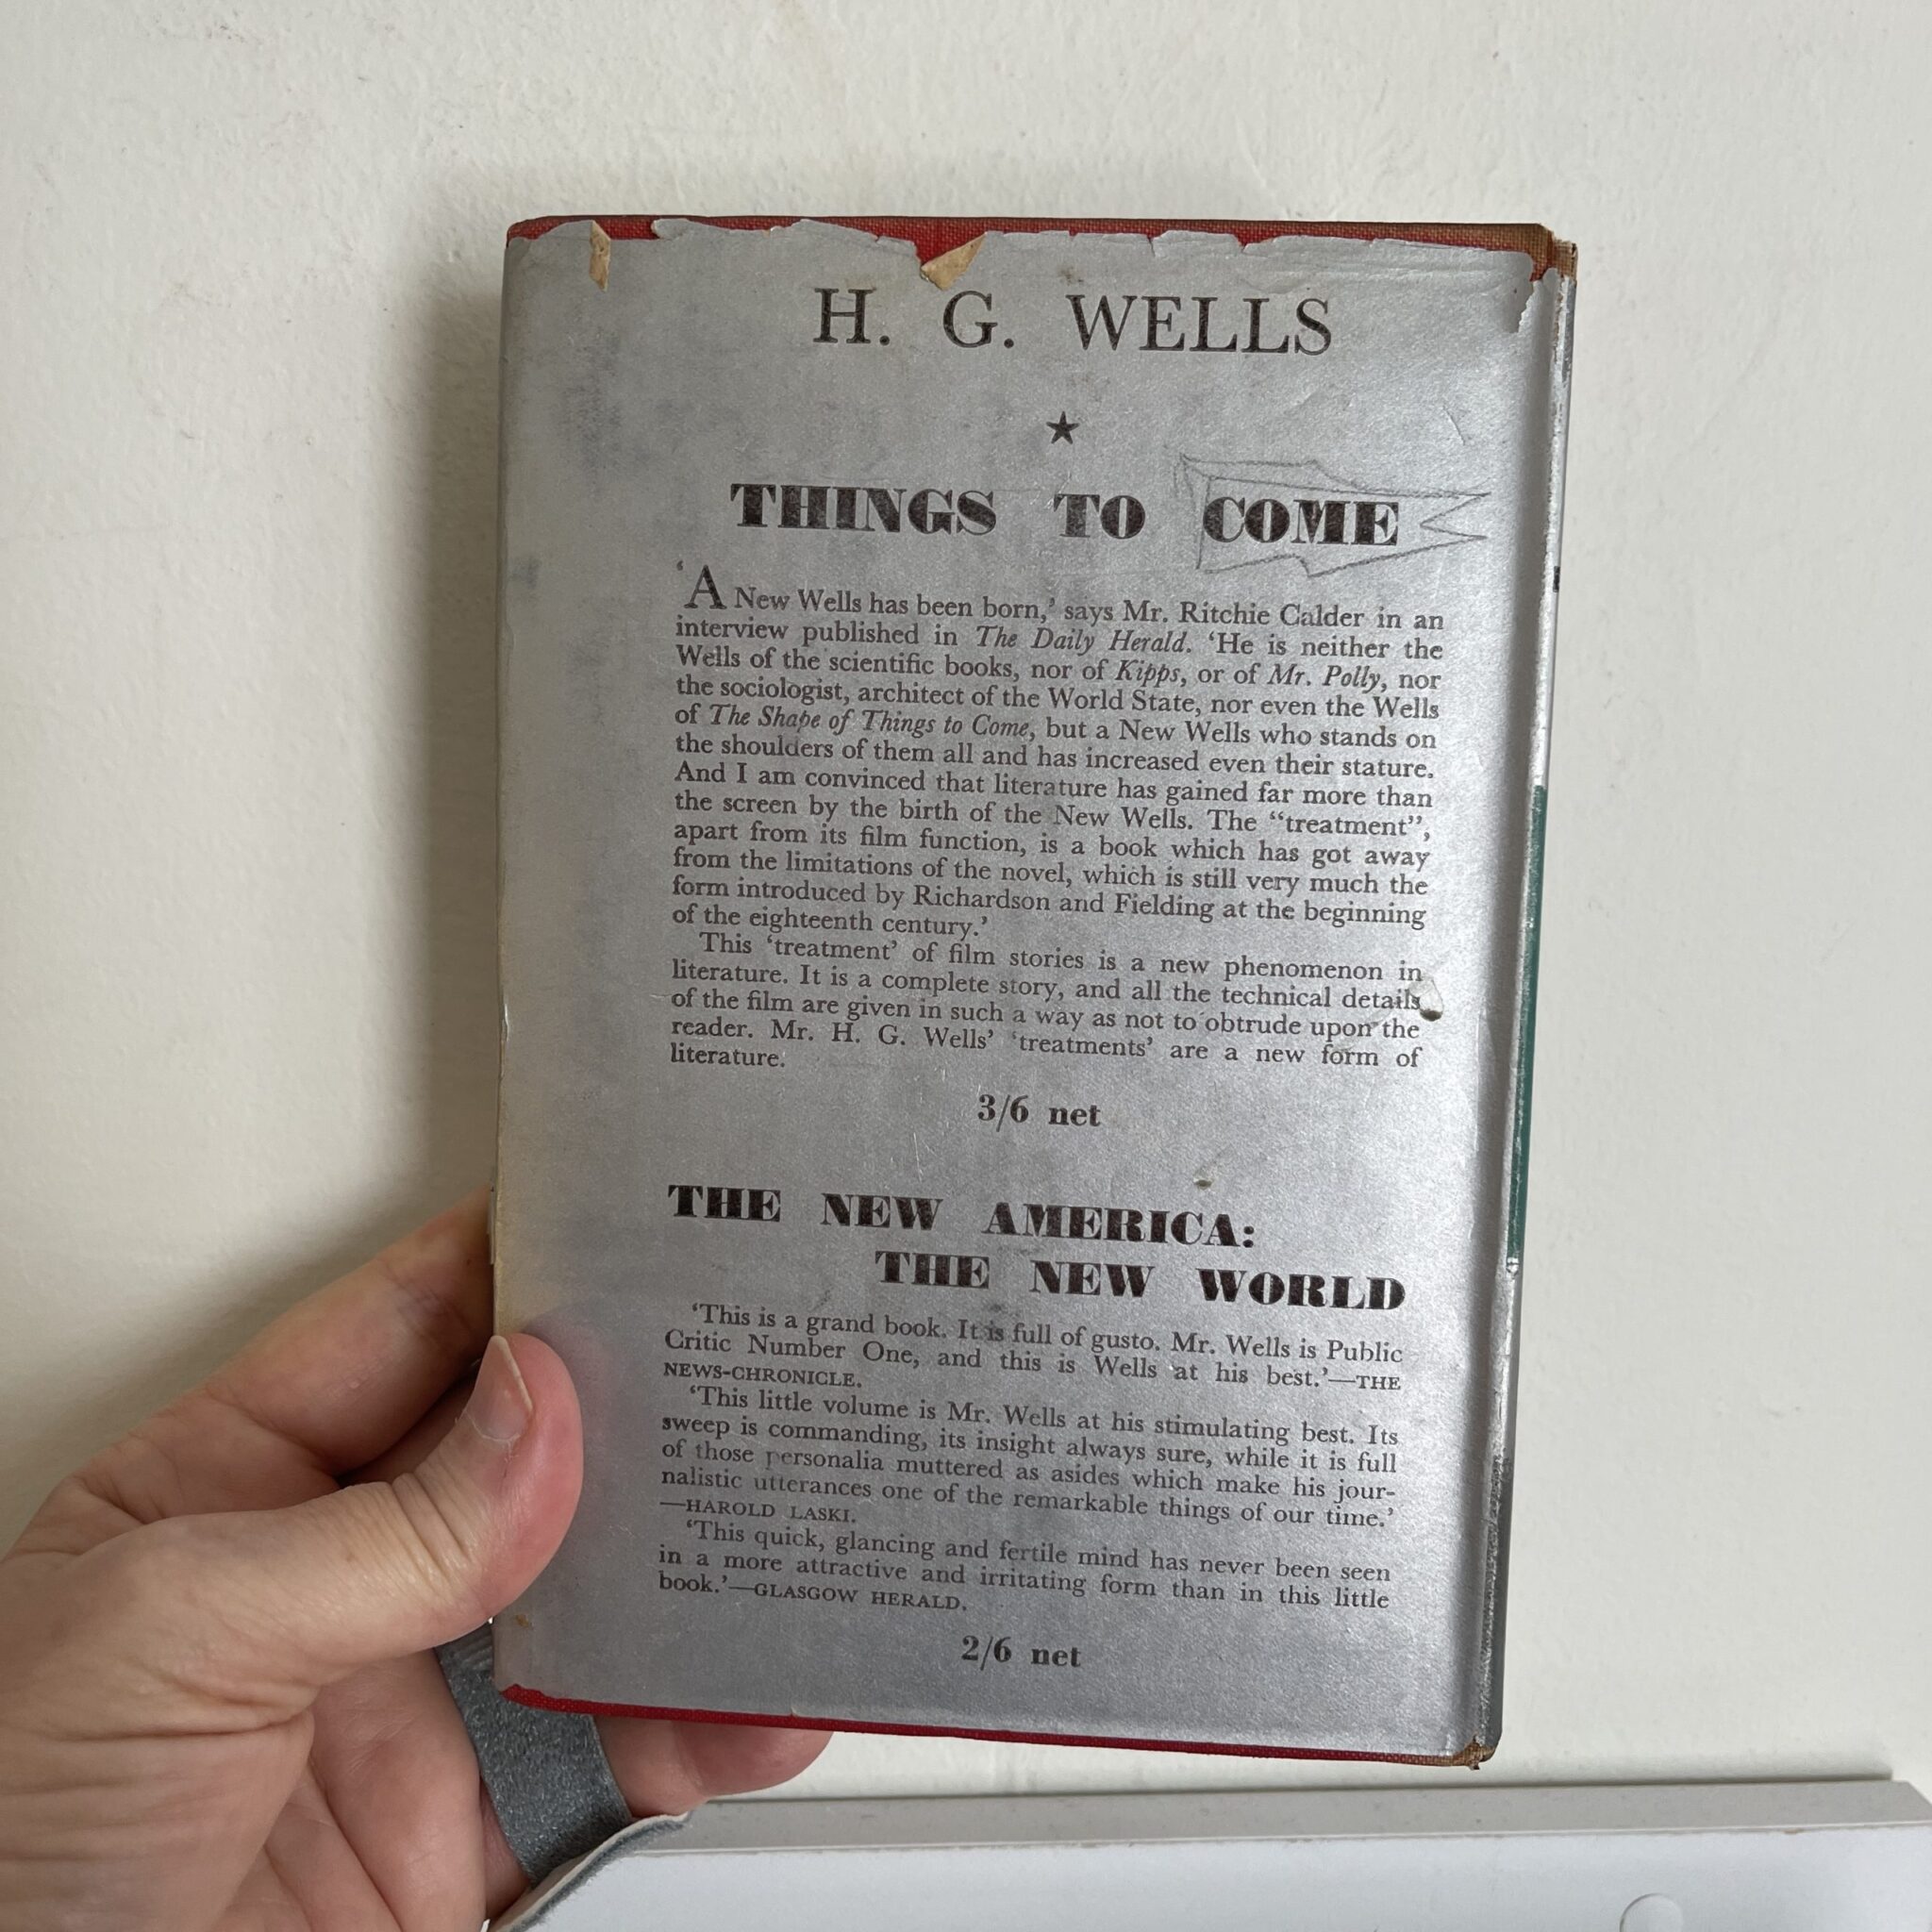 H. G. WELLS
THINGS TO COME
‘A New Wells has been born,’ says Mr. Ritchie Calder in an
interview published in The Daily Herald. ‘He is neither the
Wells of the scientific books, nor of Kipps, or of Mr. Polly, nor
the sociologist, architect of the World State, nor even the Wells
of The Shape of Things to Come, but a New Wells who stands on
the shoulders of them all and has increased even their stature.
And I am convinced that literature has gained far more than
the screen by the birth of the New Wells. The “treatment”,
apart from its film function, is a book which has got away
from the limitations of the novel, which is still very much the
form introduced by Richardson and Fielding at the beginning
of the eighteenth century.’
This ‘treatment’ of film stories is a new phenomenon in
literature. It is a complete story, and all the technical details
of the film are given in such a way as not to obtrude upon the
reader. Mr. H. G. Wells’ ‘treatments’ are a new form of
literature.
3/6 net
THE NEW AMERICA:
THE NEW WORLD
‘This is a grand book. It is full of gusto. Mr. Wells is Public
Critic Number One, and this is Wells at his best.’—THE
NEWS-CHRONICLE.
‘This little volume is Mr. Wells at his stimulating best. Its
sweep is commanding, its insight always sure, while it is full
of those personalia muttered as asides which make his jour-
nalistic utterances one of the remarkable things of our time.’
—HAROLD LASKI.
‘This quick, glancing and fertile mind has never been seen
in a more attractive and irritating form than in this little
book.’—GLASGOW HERALD.
2/6 net